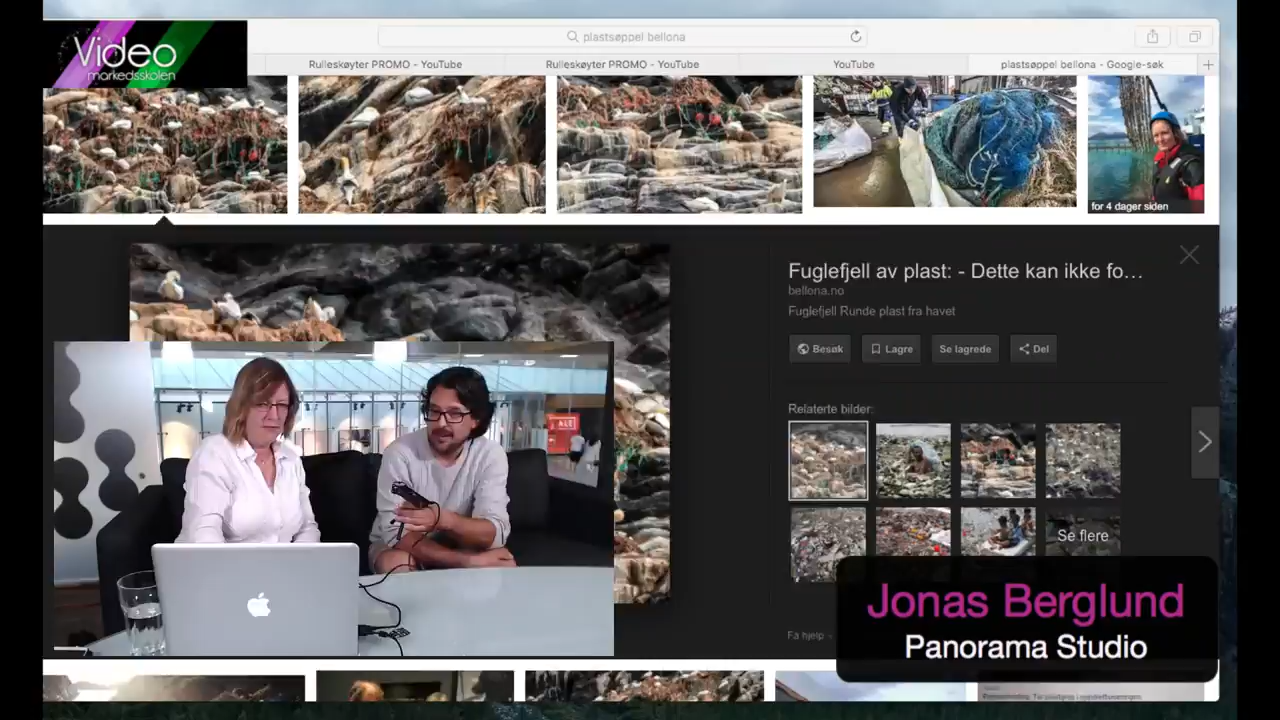 Video
markedsskolen
plastsøppel bellona
Rulleskøyter PROMO - YouTube
Rulleskøyter PROMO - YouTube
YouTube
plastsøppel bellona - Google-søk
for 4 dager siden
Fuglefjell av plast: - Dette kan ikke fo…
bellona.no
Fuglefjell Runde plast fra havet
Besøk
Lagre
Se lagrede
Del
Relaterte bilder:
Se flere
Få hjelp -
Jonas Berglund
Panorama Studio